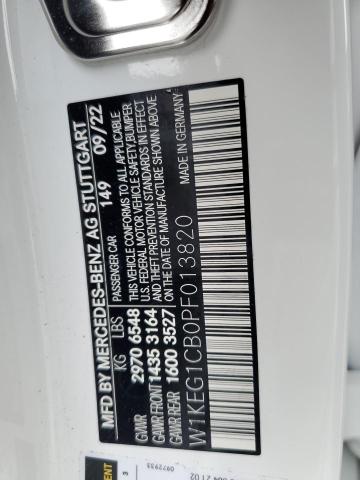 MFD BY MERCEDES-BENZ AG STUTTGART
PASSENGER CAR 149 09/22
KG LBS
GVWR 2970 6548
GAWR FRONT 1435 3164
GAWR REAR 1600 3527
THIS VEHICLE CONFORMS TO ALL APPLICABLE
U.S. FEDERAL MOTOR VEHICLE SAFETY, BUMPER
AND THEFT PREVENTION STANDARDS IN EFFECT
ON THE DATE OF MANUFACTURE SHOWN ABOVE
W1KEG1CB0PF013820
MADE IN GERMANY
0972933
3